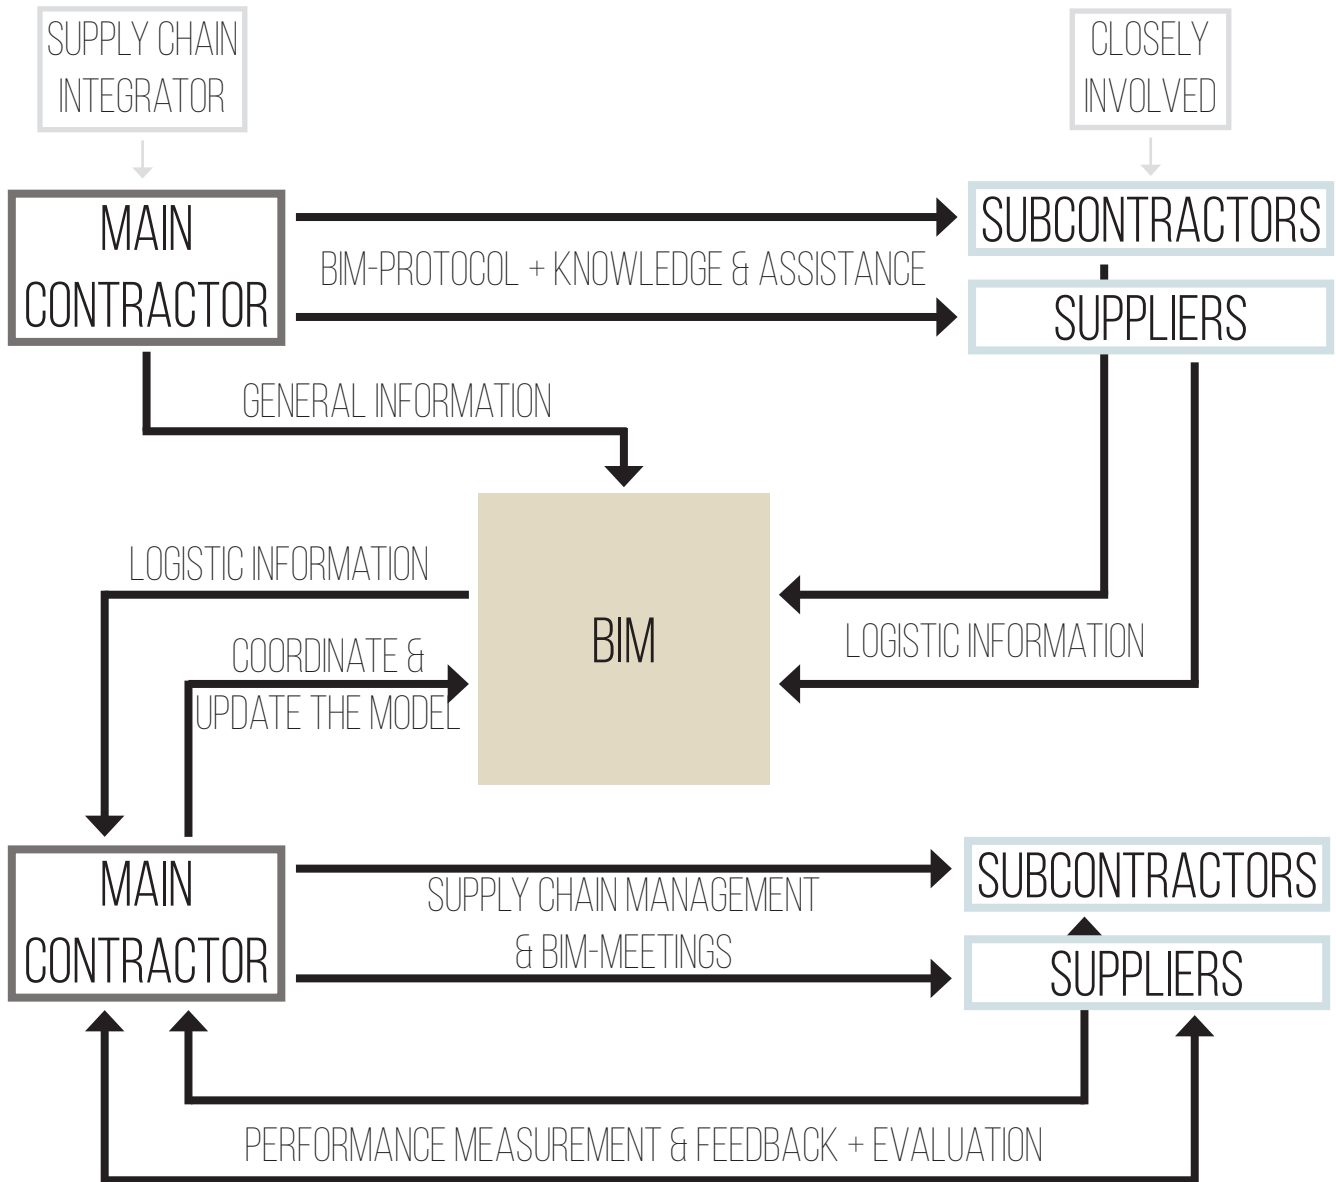 SUPPLY CHAIN
INTEGRATOR
CLOSELY
INVOLVED
MAIN
CONTRACTOR
SUBCONTRACTORS
BIM-PROTOCOL + KNOWLEDGE & ASSISTANCE
SUPPLIERS
GENERAL INFORMATION
LOGISTIC INFORMATION
BIM
COORDINATE &
UPDATE THE MODEL
LOGISTIC INFORMATION
MAIN
CONTRACTOR
SUBCONTRACTORS
SUPPLY CHAIN MANAGEMENT
& BIM-MEETINGS
SUPPLIERS
PERFORMANCE MEASUREMENT & FEEDBACK + EVALUATION